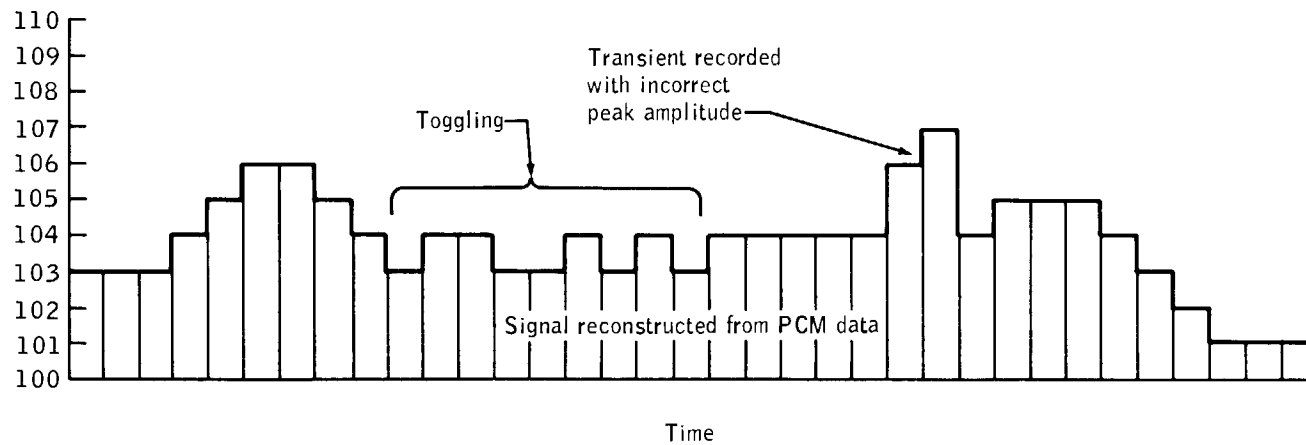 110
109
108
107
106
105
104
103
102
101
100
Toggling
Transient recorded
with incorrect
peak amplitude
Signal reconstructed from PCM data
Time